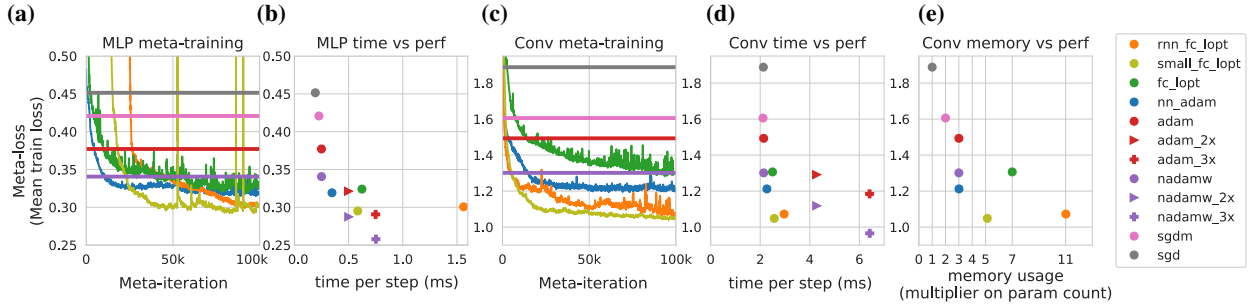 (a)
MLP meta-training
Meta-loss
(Mean train loss)
0.50
0.45
0.40
0.35
0.30
0.25
0
50k
100k
Meta-iteration
(b)
MLP time vs perf
0.50
0.45
0.40
0.35
0.30
0.25
0.0
0.5
1.0
1.5
time per step (ms)
(c)
Conv meta-training
1.8
1.6
1.4
1.2
1.0
0
50k
100k
Meta-iteration
(d)
Conv time vs perf
1.8
1.6
1.4
1.2
1.0
0
2
4
6
time per step (ms)
(e)
Conv memory vs perf
1.8
1.6
1.4
1.2
1.0
0
1
2
3
4
5
7
11
memory usage
(multiplier on param count)
rnn_fc_lopt
small_fc_lopt
fc_lopt
nn_adam
adam
adam_2x
adam_3x
nadamw
nadamw_2x
nadamw_3x
sgdm
sgd